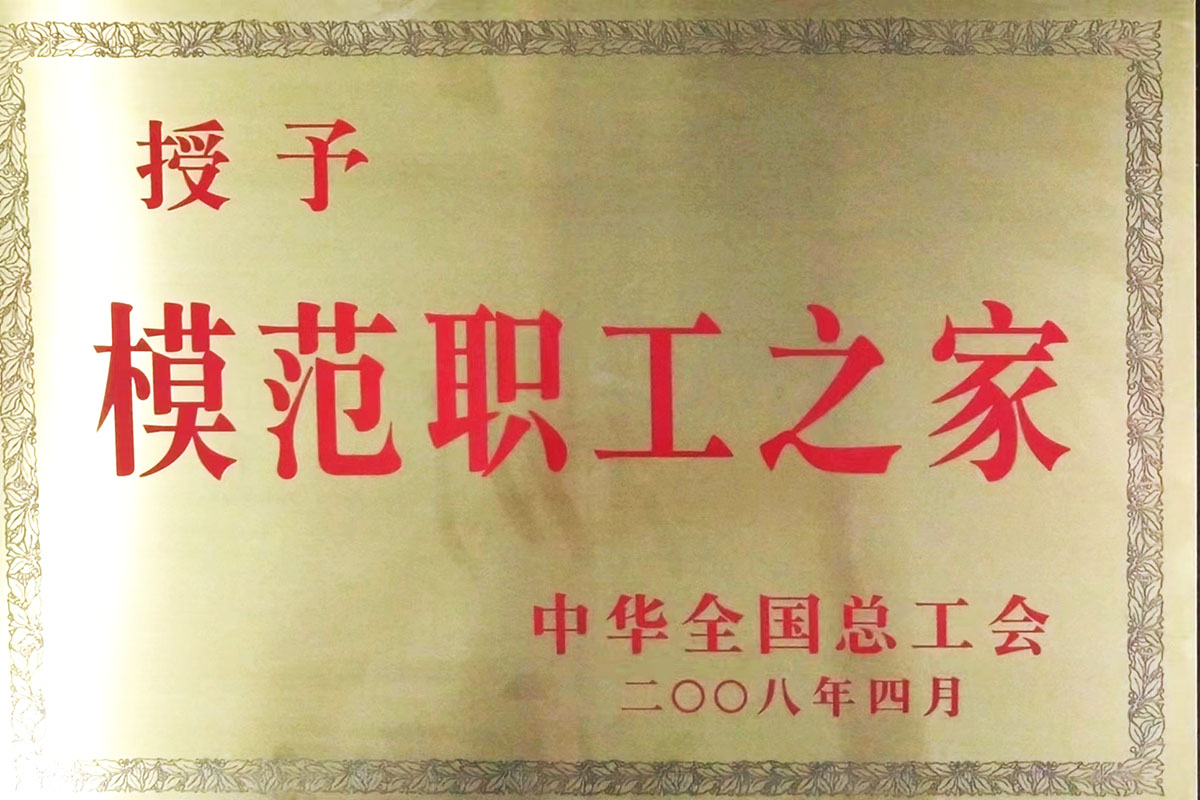 授予
模范职工之家
中华全国总工会
二〇〇八年四月